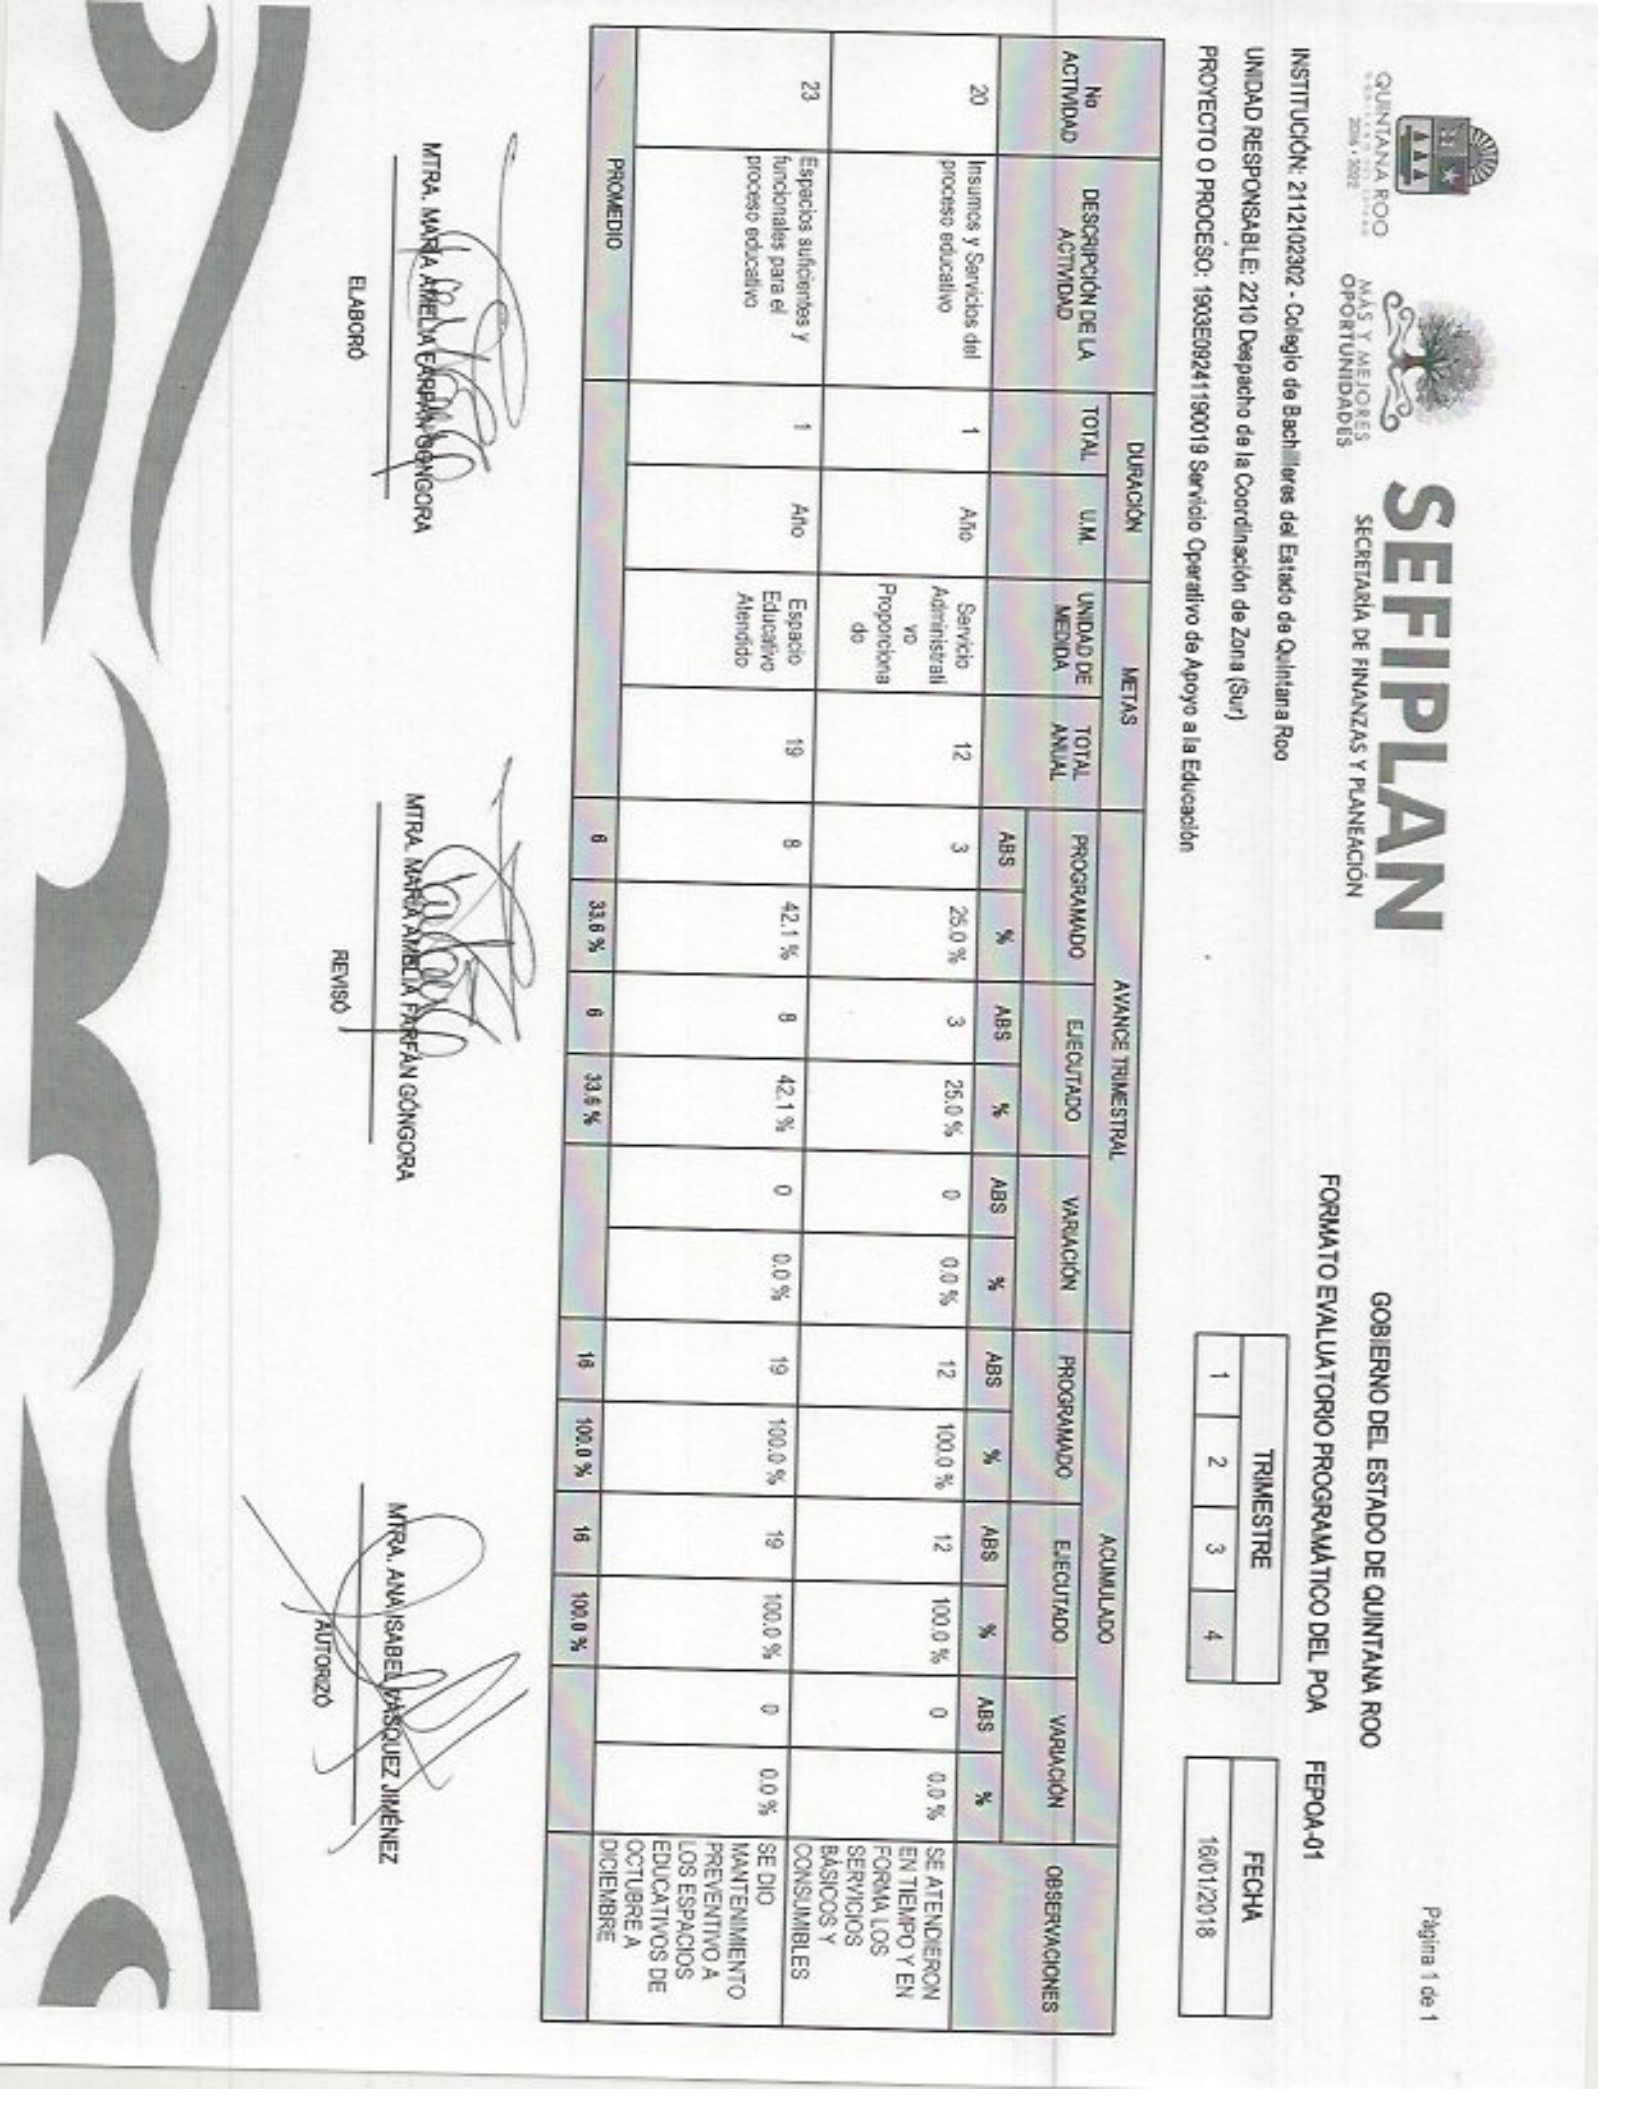 Página 1 de 1
QUINTANA ROO
2016 - 2022
MÁS Y MEJORES
OPORTUNIDADES
SEFIPLAN
SECRETARÍA DE FINANZAS Y PLANEACIÓN
GOBIERNO DEL ESTADO DE QUINTANA ROO
FORMATO EVALUATORIO PROGRAMÁTICO DEL POA FEPOA-01
INSTITUCIÓN: 2112102302 - Colegio de Bachilleres del Estado de Quintana Roo
UNIDAD RESPONSABLE: 2210 Despacho de la Coordinación de Zona (Sur)
PROYECTO O PROCESO: 1903E09241190019 Servicio Operativo de Apoyo a la Educación
TRIMESTRE
1 2 3 4
FECHA
16/01/2018
No
ACTIVIDAD
DESCRIPCIÓN DE LA
ACTIVIDAD
DURACIÓN
TOTAL U.M.
METAS
UNIDAD DE
MEDIDA
TOTAL
ANUAL
AVANCE TRIMESTRAL
PROGRAMADO EJECUTADO VARIACIÓN
ABS % ABS % ABS %
ACUMULADO
PROGRAMADO EJECUTADO VARIACIÓN
ABS % ABS % ABS %
OBSERVACIONES
20
Insumos y Servicios del
proceso educativo
1 Año
Servicio
Administrati
vo
Proporciona
do
12 3 25.0 % 3 25.0 % 0 0.0 % 12 100.0 % 12 100.0 % 0 0.0 %
SE ATENDIERON
EN TIEMPO Y EN
FORMA LOS
SERVICIOS
BÁSICOS Y
CONSUMIBLES
23
Espacios suficientes y
funcionales para el
proceso educativo
1 Año
Espacio
Educativo
Atendido
19 8 42.1 % 8 42.1 % 0 0.0 % 19 100.0 % 19 100.0 % 0 0.0 %
SE DIO
MANTENIMIENTO
PREVENTIVO A
LOS ESPACIOS
EDUCATIVOS DE
OCTUBRE A
DICIEMBRE
PROMEDIO 6 33.6 % 6 33.6 % 16 100.0 % 16 100.0 %
MTRA. MARÍA AMELIA FARFÁN GÓNGORA
ELABORÓ
MTRA. MARÍA AMELIA FARFÁN GÓNGORA
REVISÓ
MTRA. ANA ISABEL VÁSQUEZ JIMÉNEZ
AUTORIZÓ